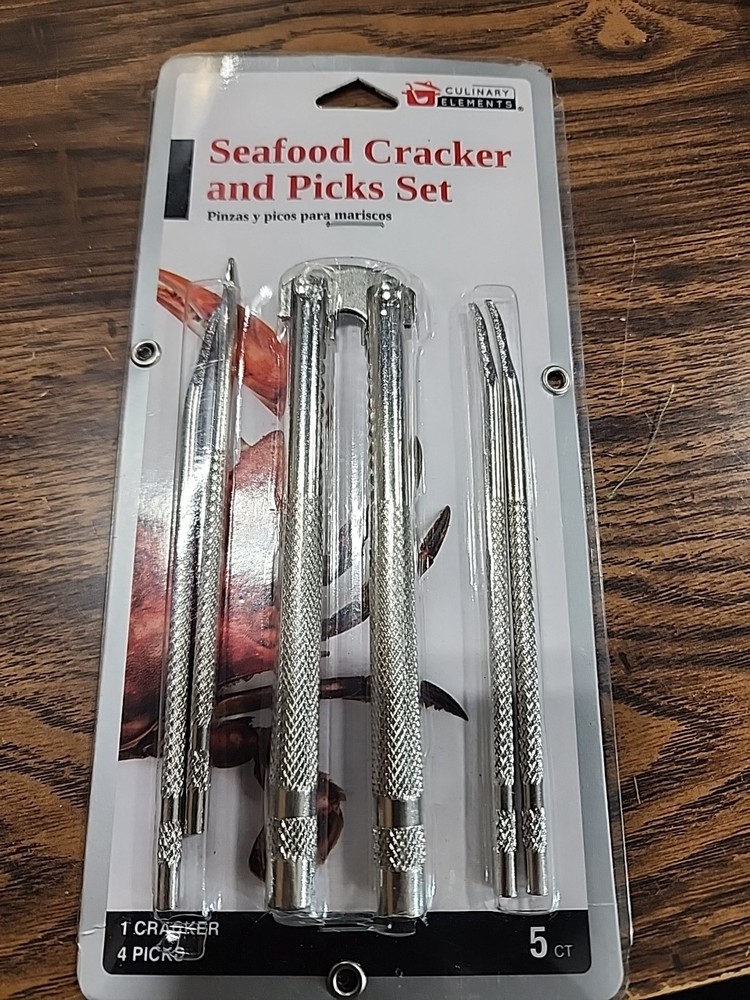 CULINARY
ELEMENTS®
Seafood Cracker
and Picks Set
Pinzas y picos para mariscos
1 CRACKER
4 PICKS
5 CT